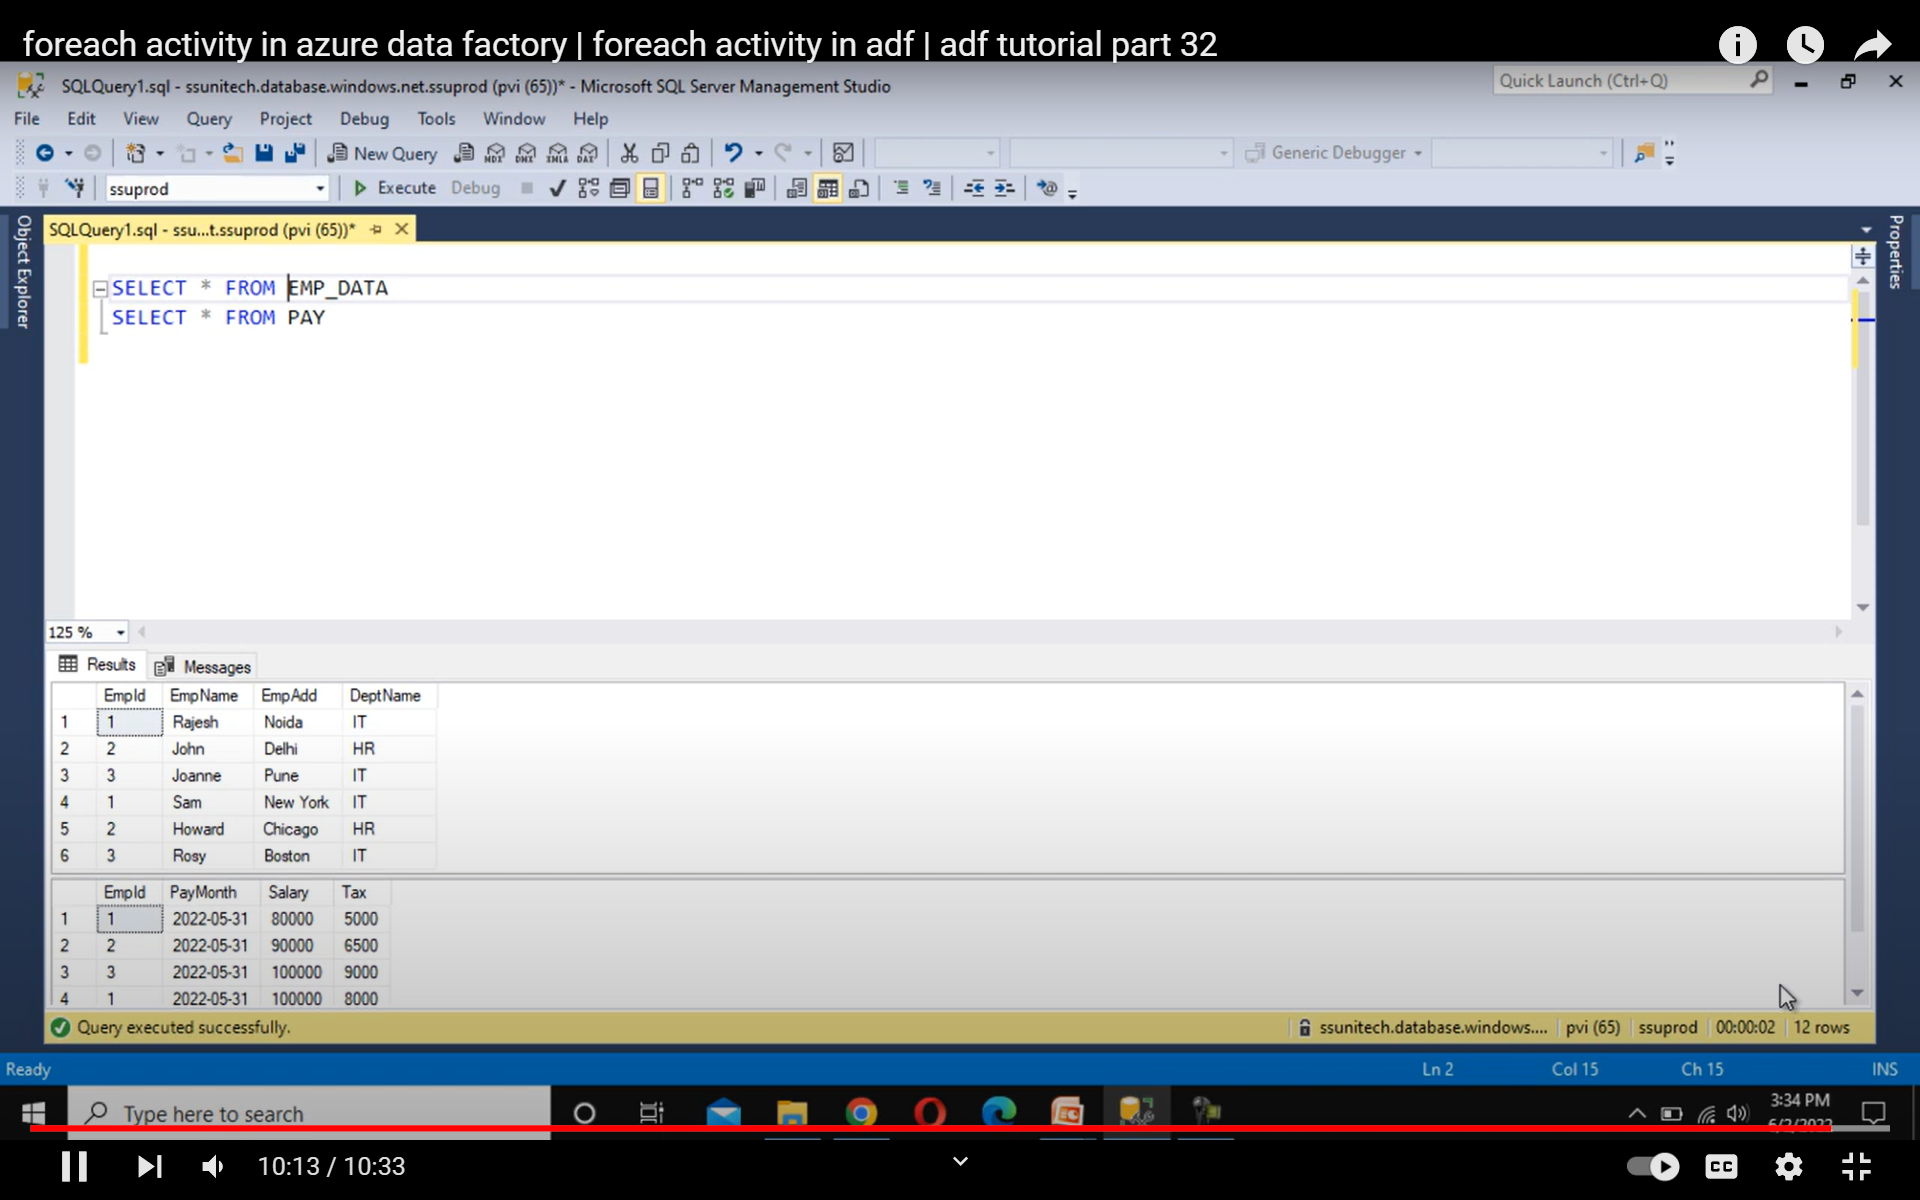 foreach activity in azure data factory | foreach activity in adf | adf tutorial part 32
SQLQuery1.sql - ssunitech.database.windows.net.ssuprod (pvi (65))* - Microsoft SQL Server Management Studio
Quick Launch (Ctrl+Q)
File Edit View Query Project Debug Tools Window Help
New Query MDX DMX XMLA DAX Generic Debugger
ssuprod Execute Debug
Object Explorer
SQLQuery1.sql - ssu...t.ssuprod (pvi (65))*
Properties
SELECT * FROM EMP_DATA
SELECT * FROM PAY
125 %
Results Messages
EmpId EmpName EmpAdd DeptName
1 1 Rajesh Noida IT
2 2 John Delhi HR
3 3 Joanne Pune IT
4 1 Sam New York IT
5 2 Howard Chicago HR
6 3 Rosy Boston IT
EmpId PayMonth Salary Tax
1 1 2022-05-31 80000 5000
2 2 2022-05-31 90000 6500
3 3 2022-05-31 100000 9000
4 1 2022-05-31 100000 8000
Query executed successfully.
ssunitech.database.windows.... pvi (65) ssuprod 00:00:02 12 rows
Ready Ln 2 Col 15 Ch 15 INS
Type here to search
3:34 PM
10:13 / 10:33
CC